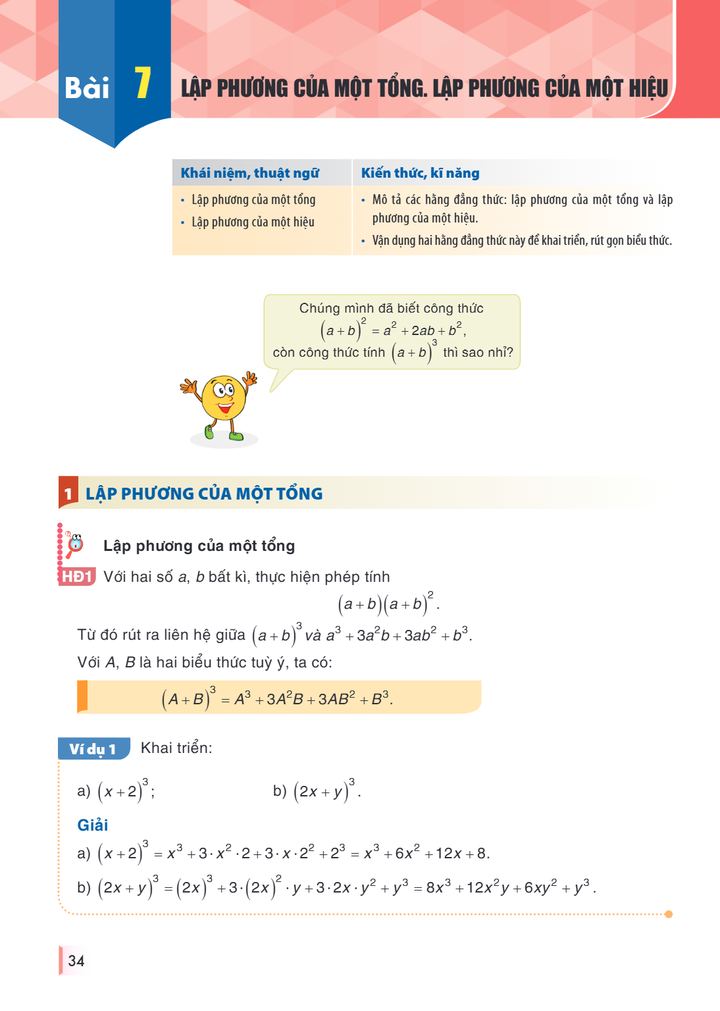 Bài 7 LẬP PHƯƠNG CỦA MỘT TỔNG. LẬP PHƯƠNG CỦA MỘT HIỆU
Khái niệm, thuật ngữ
• Lập phương của một tổng
• Lập phương của một hiệu
Kiến thức, kĩ năng
• Mô tả các hằng đẳng thức: lập phương của một tổng và lập
phương của một hiệu.
• Vận dụng hai hằng đẳng thức này để khai triển, rút gọn biểu thức.
Chúng mình đã biết công thức
(a + b)² = a² + 2ab + b²,
còn công thức tính (a + b)³ thì sao nhỉ?
1 LẬP PHƯƠNG CỦA MỘT TỔNG
Lập phương của một tổng
HĐ1 Với hai số a, b bất kì, thực hiện phép tính
(a + b)(a + b)².
Từ đó rút ra liên hệ giữa (a + b)³ và a³ + 3a²b + 3ab² + b³.
Với A, B là hai biểu thức tuỳ ý, ta có:
(A + B)³ = A³ + 3A²B + 3AB² + B³.
Ví dụ 1 Khai triển:
a) (x + 2)³; b) (2x + y)³.
Giải
a) (x + 2)³ = x³ + 3 · x² · 2 + 3 · x · 2² + 2³ = x³ + 6x² + 12x + 8.
b) (2x + y)³ = (2x)³ + 3 · (2x)² · y + 3 · 2x · y² + y³ = 8x³ + 12x²y + 6xy² + y³.
34